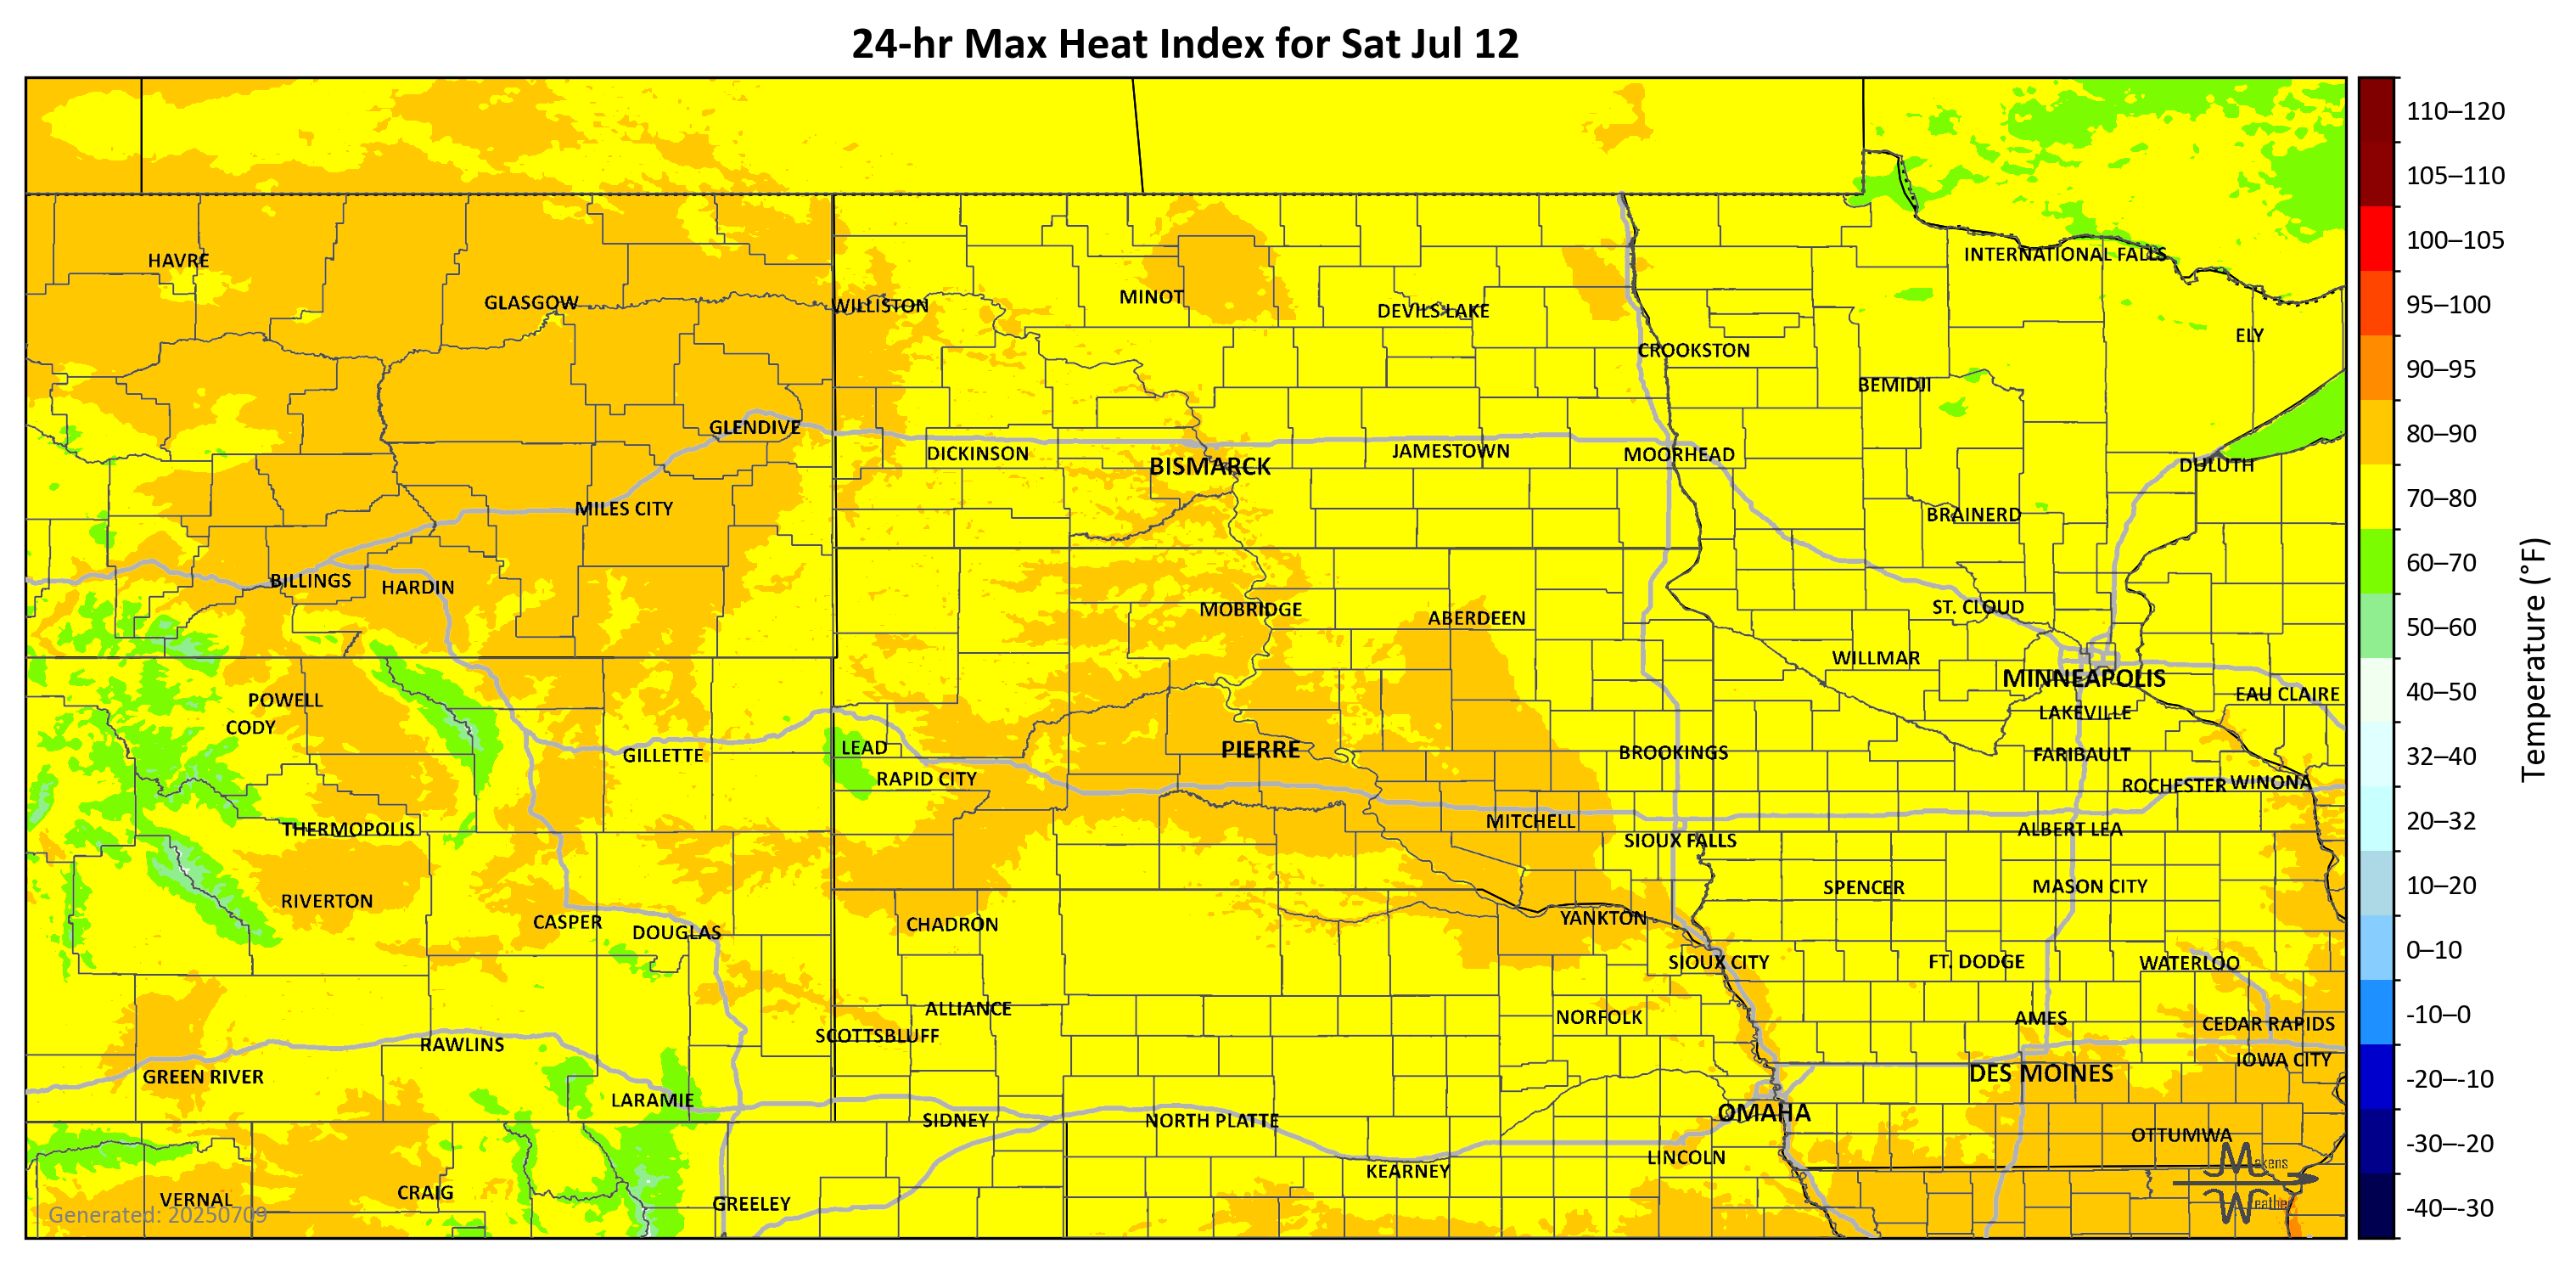 24-hr Max Heat Index for Sat Jul 12
110–120
105–110
100–105
95–100
90–95
80–90
70–80
60–70
50–60
40–50
32–40
20–32
10–20
0–10
-10–0
-20–-10
-30–-20
-40–-30
Temperature (°F)
HAVRE
INTERNATIONAL FALLS
GLASGOW
WILLISTON
MINOT
DEVILS LAKE
ELY
CROOKSTON
BEMIDJI
GLENDIVE
DICKINSON
BISMARCK
JAMESTOWN
MOORHEAD
DULUTH
MILES CITY
BRAINERD
BILLINGS
HARDIN
MOBRIDGE
ABERDEEN
ST. CLOUD
WILLMAR
MINNEAPOLIS
POWELL
EAU CLAIRE
CODY
LAKEVILLE
GILLETTE
LEAD
PIERRE
BROOKINGS
FARIBAULT
RAPID CITY
ROCHESTER
WINONA
THERMOPOLIS
MITCHELL
SIOUX FALLS
ALBERT LEA
RIVERTON
SPENCER
MASON CITY
CASPER
DOUGLAS
CHADRON
YANKTON
SIOUX CITY
FT. DODGE
WATERLOO
ALLIANCE
NORFOLK
AMES
CEDAR RAPIDS
RAWLINS
SCOTTSBLUFF
IOWA CITY
GREEN RIVER
DES MOINES
LARAMIE
SIDNEY
NORTH PLATTE
OMAHA
OTTUMWA
KEARNEY
LINCOLN
VERNAL
CRAIG
GREELEY
Makens
Weather
Generated: 20250709